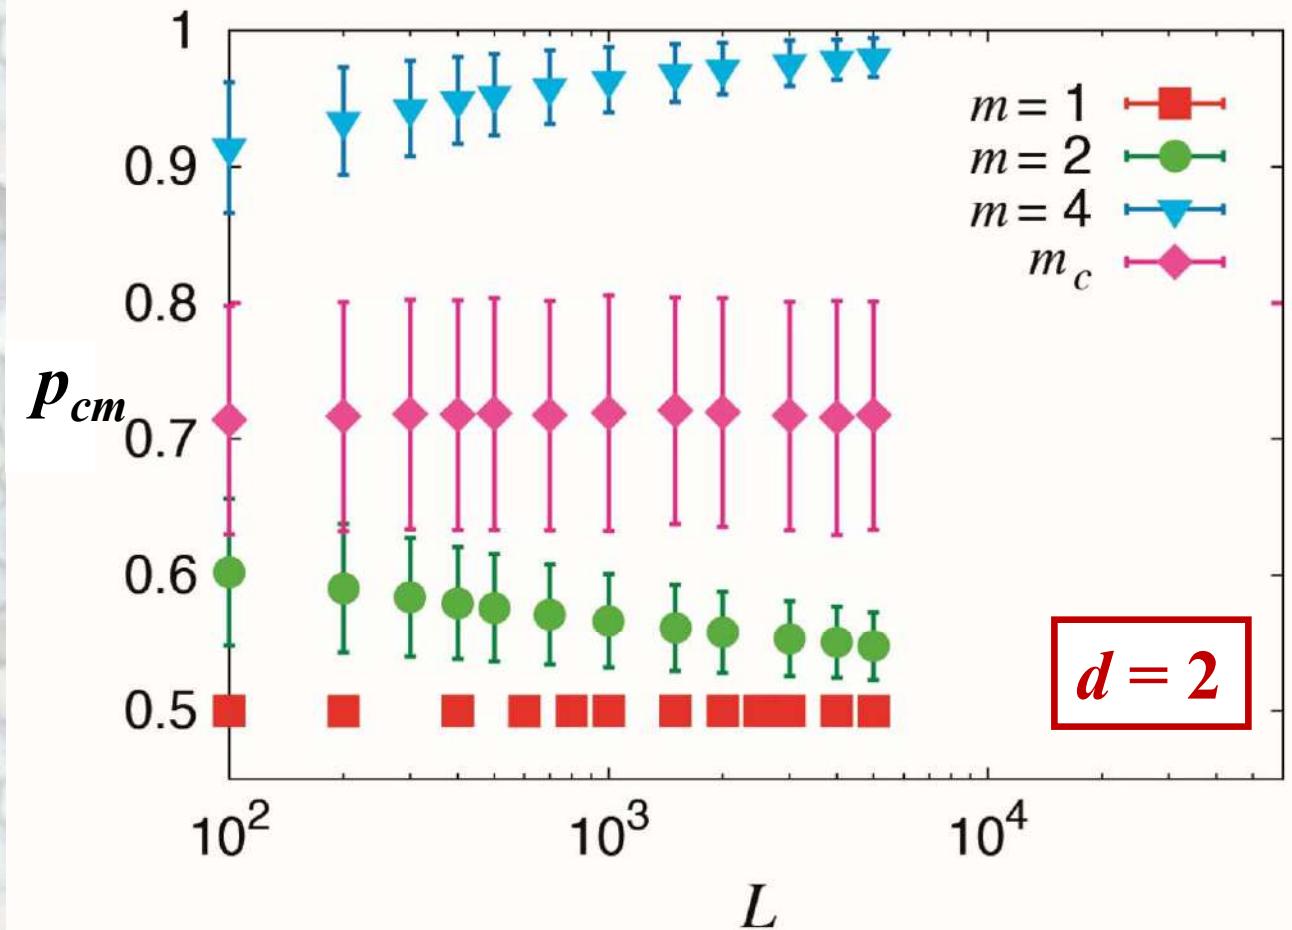 1
0.9
0.8
0.7
0.6
0.5
p_cm
m = 1
m = 2
m = 4
m_c
d = 2
10^2
10^3
10^4
L